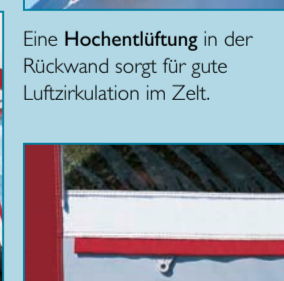 Eine Hochentlüftung in der
Rückwand sorgt für gute
Luftzirkulation im Zelt.